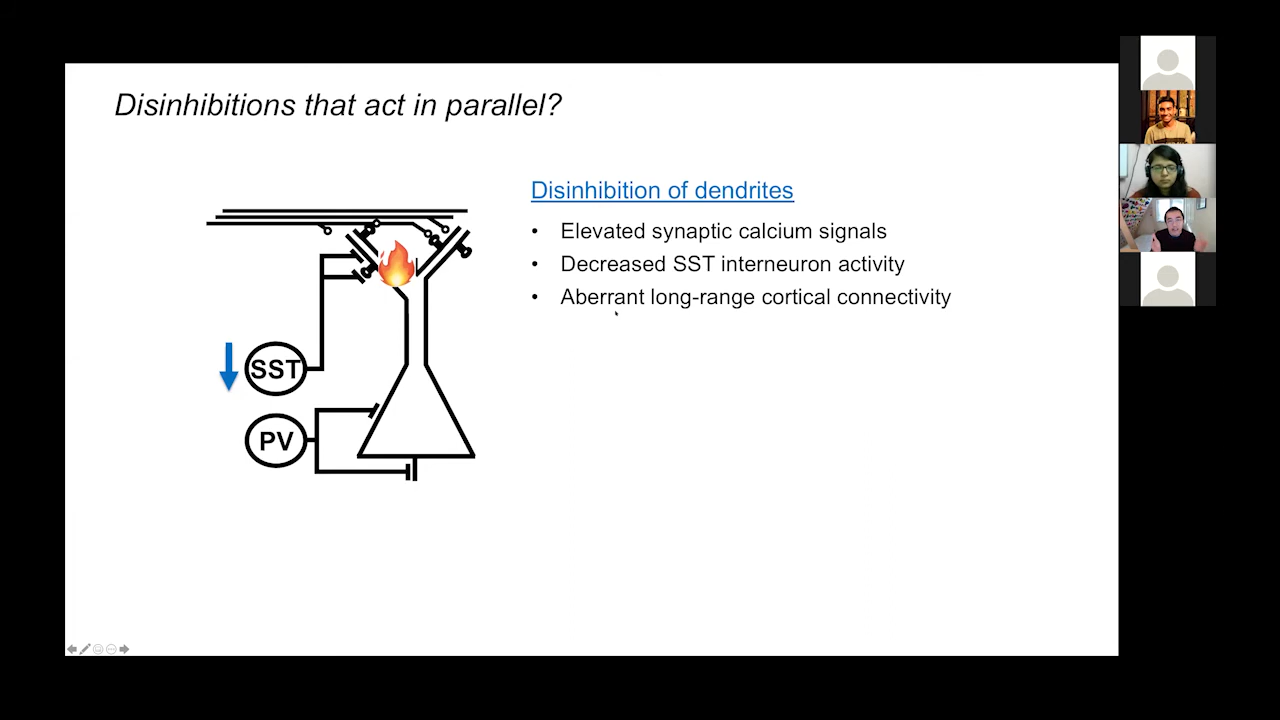 Disinhibitions that act in parallel?
Disinhibition of dendrites
• Elevated synaptic calcium signals
• Decreased SST interneuron activity
• Aberrant long-range cortical connectivity
SST
PV